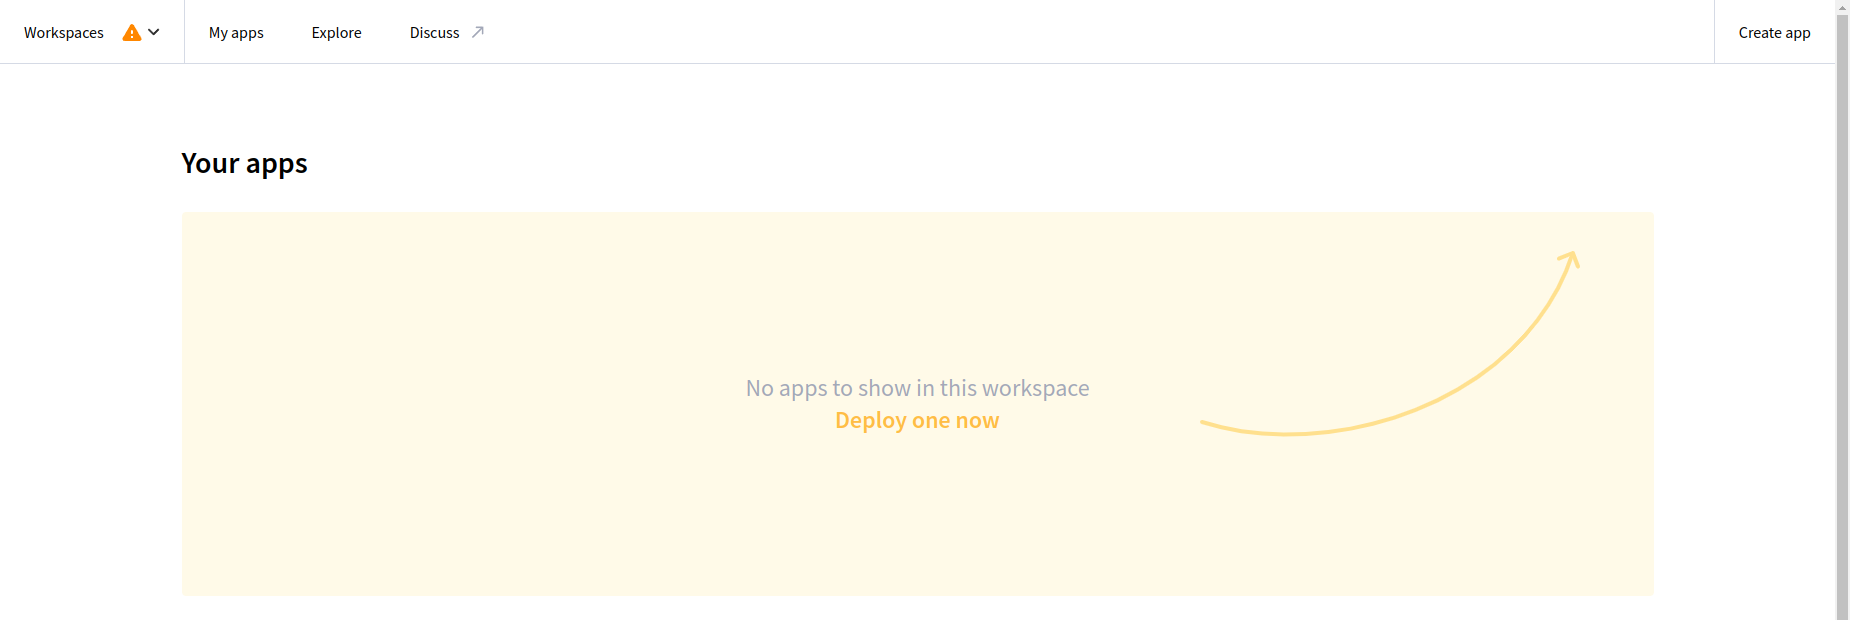 Workspaces
My apps
Explore
Discuss
Create app
Your apps
No apps to show in this workspace
Deploy one now